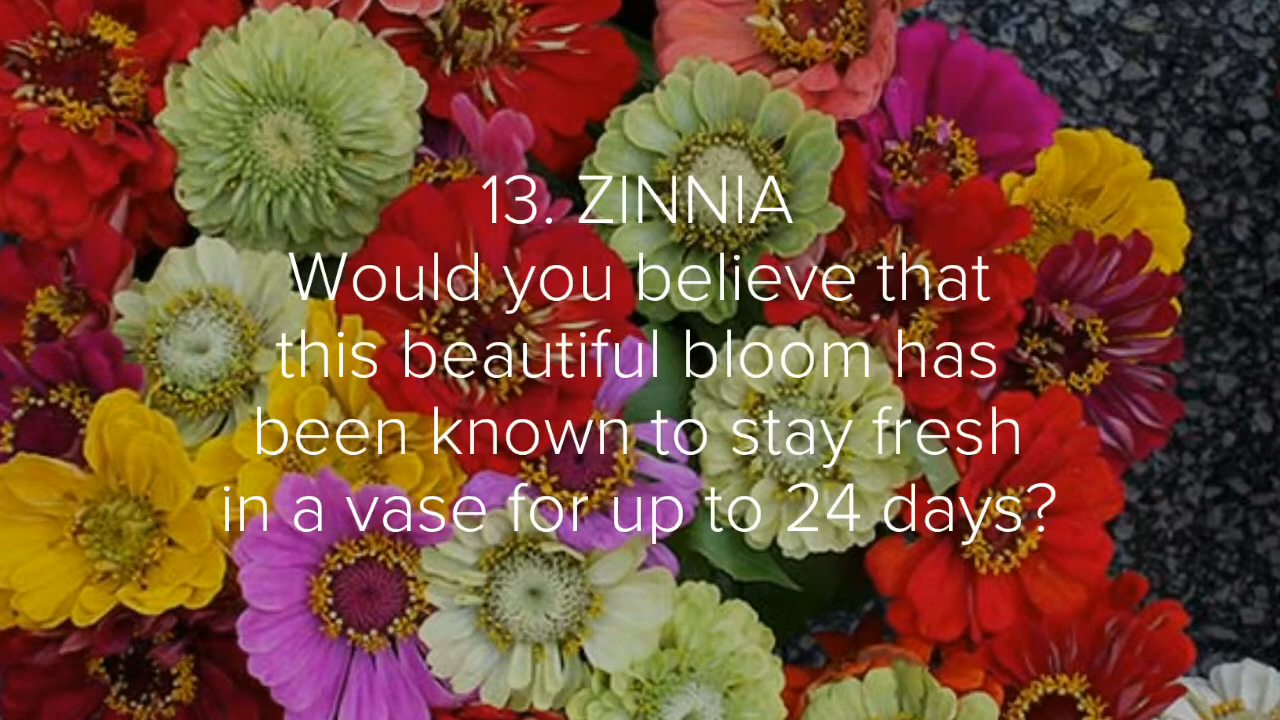 13. ZINNIA
Would you believe that
this beautiful bloom has
been known to stay fresh
in a vase for up to 24 days?